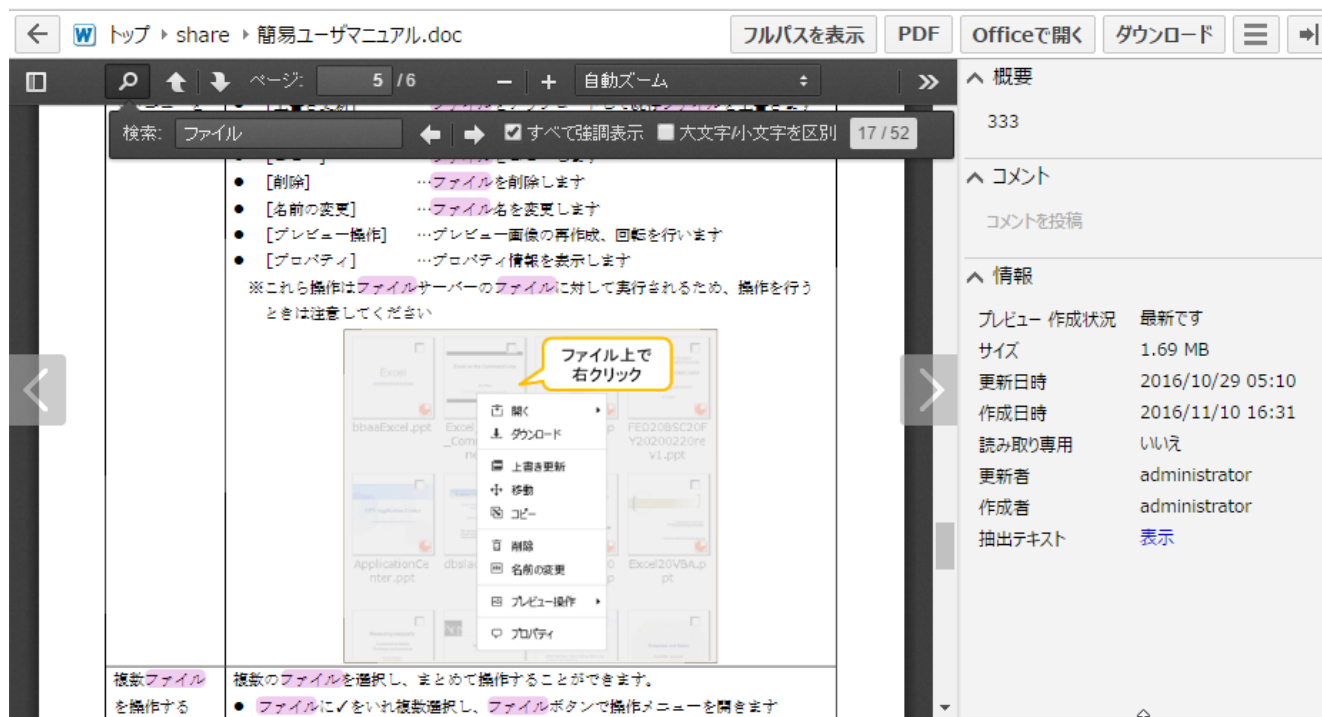 トップ ▸ share ▸ 簡易ユーザマニュアル.doc
フルパスを表示 PDF Officeで開く ダウンロード
ページ: 5 /6 自動ズーム
検索: ファイル すべて強調表示 大文字/小文字を区別 17 / 52
● [削除] …ファイルを削除します
● [名前の変更] …ファイル名を変更します
● [プレビュー操作] …プレビュー画像の再作成、回転を行います
● [プロパティ] …プロパティ情報を表示します
※これら操作はファイルサーバーのファイルに対して実行されるため、操作を行う
ときは注意してください
ファイル上で
右クリック
Excel
bbaaExcel.ppt
FED20BSC20F
Y20200220re
v1.ppt
開く
ダウンロード
上書き更新
移動
コピー
削除
名前の変更
プレビュー操作
プロパティ
ApplicationCe
nter.ppt
Excel20VBA.p
pt
複数ファイル
を操作する
複数のファイルを選択し、まとめて操作することができます。
● ファイルに✓をいれ複数選択し、ファイルボタンで操作メニューを開きます
概要
333
コメント
コメントを投稿
情報
プレビュー 作成状況 最新です
サイズ 1.69 MB
更新日時 2016/10/29 05:10
作成日時 2016/11/10 16:31
読み取り専用 いいえ
更新者 administrator
作成者 administrator
抽出テキスト 表示